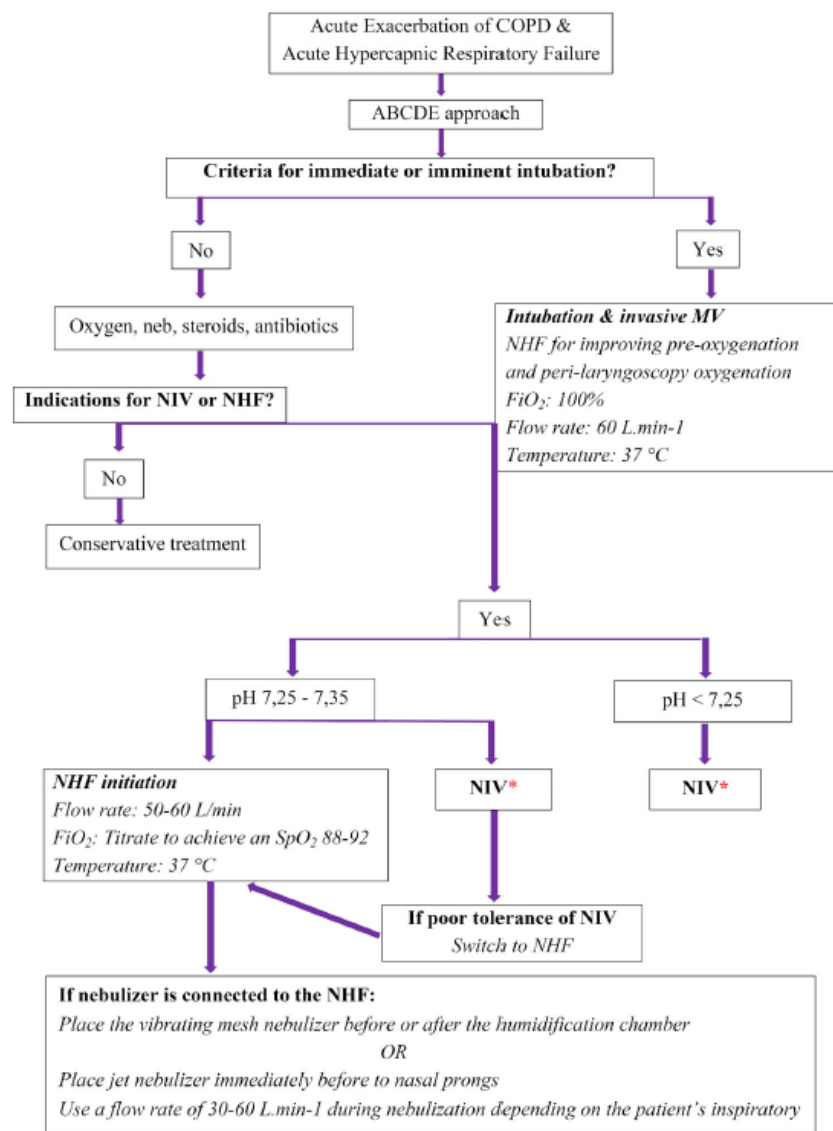 Acute Exacerbation of COPD &
Acute Hypercapnic Respiratory Failure
ABCDE approach
Criteria for immediate or imminent intubation?
No
Yes
Oxygen, neb, steroids, antibiotics
Intubation & invasive MV
NHF for improving pre-oxygenation
and peri-laryngoscopy oxygenation
FiO₂: 100%
Flow rate: 60 L.min-1
Temperature: 37 °C
Indications for NIV or NHF?
No
Conservative treatment
Yes
pH 7,25 - 7,35
pH < 7,25
NHF initiation
Flow rate: 50-60 L/min
FiO₂: Titrate to achieve an SpO₂ 88-92
Temperature: 37 °C
NIV*
NIV*
If poor tolerance of NIV
Switch to NHF
If nebulizer is connected to the NHF:
Place the vibrating mesh nebulizer before or after the humidification chamber
OR
Place jet nebulizer immediately before to nasal prongs
Use a flow rate of 30-60 L.min-1 during nebulization depending on the patient's inspiratory